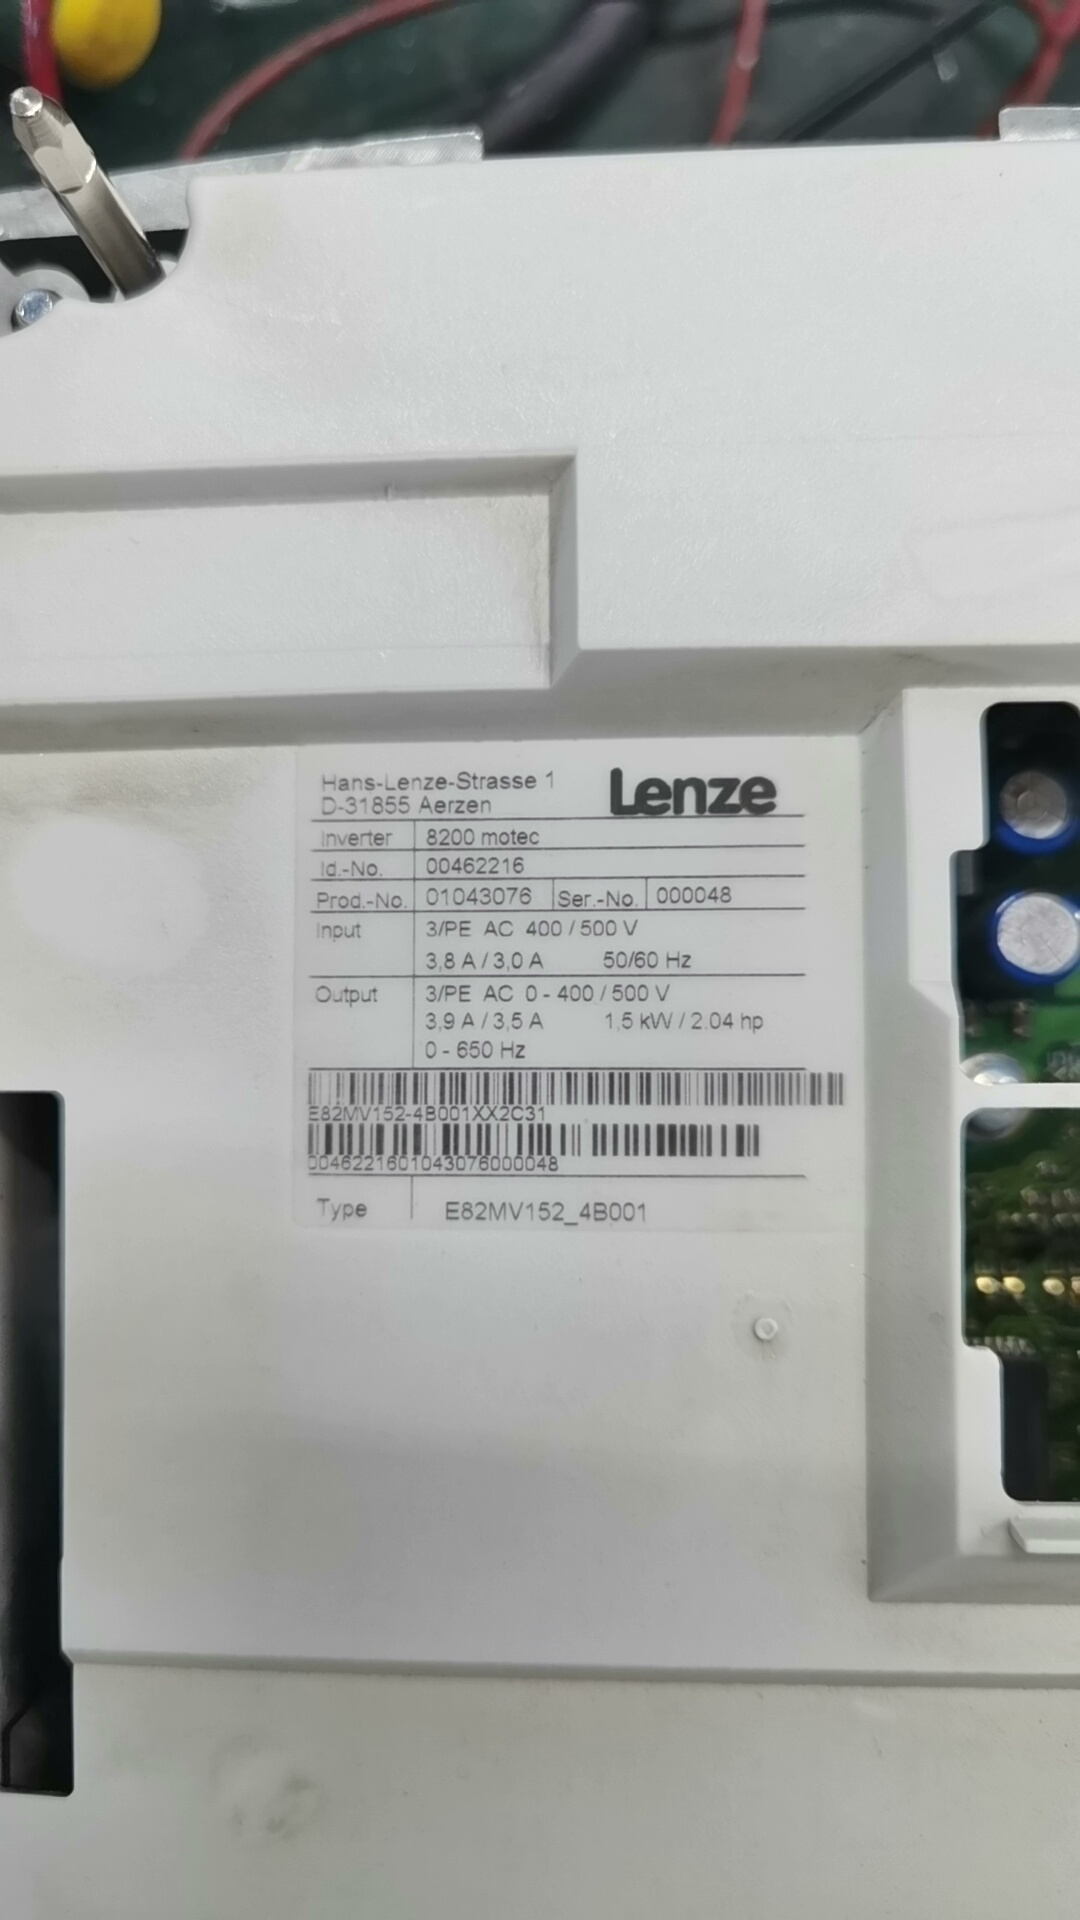 Hans-Lenze-Strasse 1
D-31855 Aerzen
Lenze
Inverter 8200 motec
Id.-No. 00462216
Prod.-No. 01043076 Ser.-No. 000048
Input 3/PE AC 400 / 500 V
3,8 A / 3,0 A 50/60 Hz
Output 3/PE AC 0 - 400 / 500 V
3,9 A / 3,5 A 1,5 kW / 2.04 hp
0 - 650 Hz
E82MV152-4B001XX2C31
0046221601043076000048
Type E82MV152_4B001